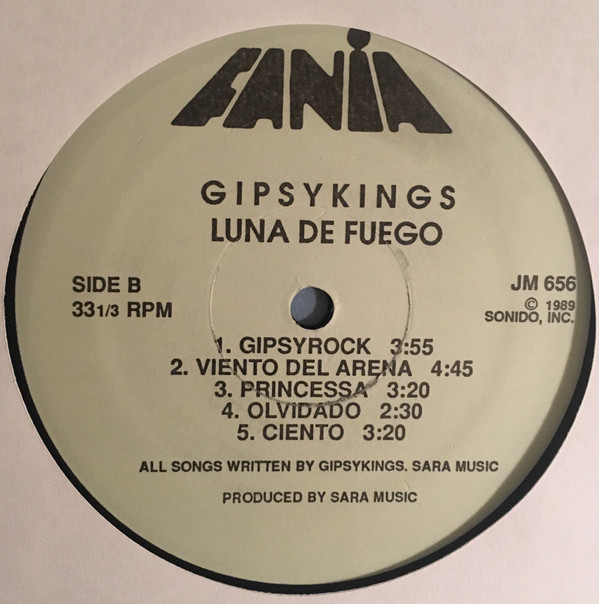 FANIA
GIPSYKINGS
LUNA DE FUEGO
SIDE B
33 1/3 RPM
JM 656
© 1989
SONIDO, INC.
1. GIPSYROCK 3:55
2. VIENTO DEL ARENA 4:45
3. PRINCESSA 3:20
4. OLVIDADO 2:30
5. CIENTO 3:20
ALL SONGS WRITTEN BY GIPSYKINGS. SARA MUSIC
PRODUCED BY SARA MUSIC